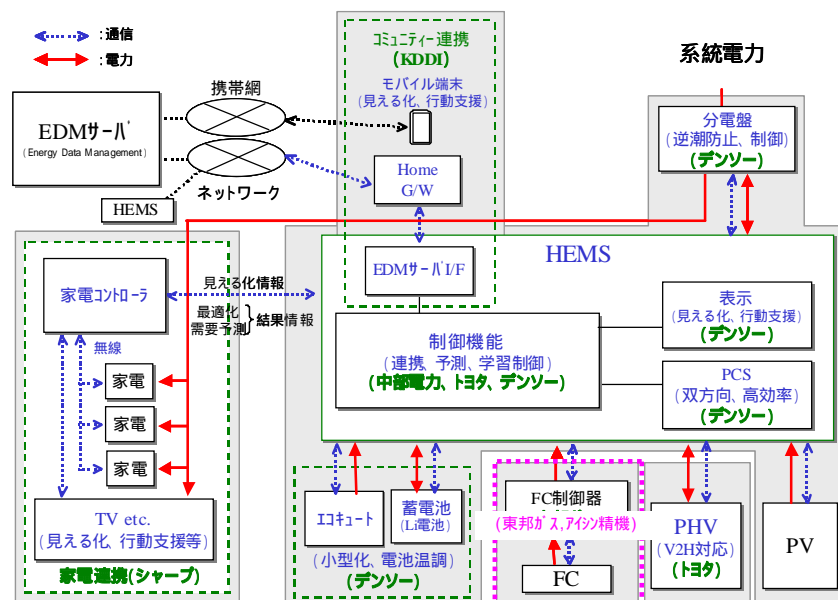 :通信
:電力
携帯網
EDMサーバ
(Energy Data Management)
ネットワーク
HEMS
コミュニティー連携
(KDDI)
モバイル端末
(見える化、行動支援)
Home
G/W
EDMサーバI/F
系統電力
分電盤
(逆潮防止、制御)
(デンソー)
HEMS
家電コントローラ
見える化情報
最適化
需要予測
}結果情報
無線
家電
家電
家電
TV etc.
(見える化、行動支援等)
家電連携(シャープ)
制御機能
(連携、予測、学習制御)
(中部電力、トヨタ、デンソー)
表示
(見える化、行動支援)
(デンソー)
PCS
(双方向、高効率)
(デンソー)
エコキュート
蓄電池
(Li電池)
(小型化、電池温調)
(デンソー)
FC制御器
(東邦ガス、アイシン精機)
FC
PHV
(V2H対応)
(トヨタ)
PV